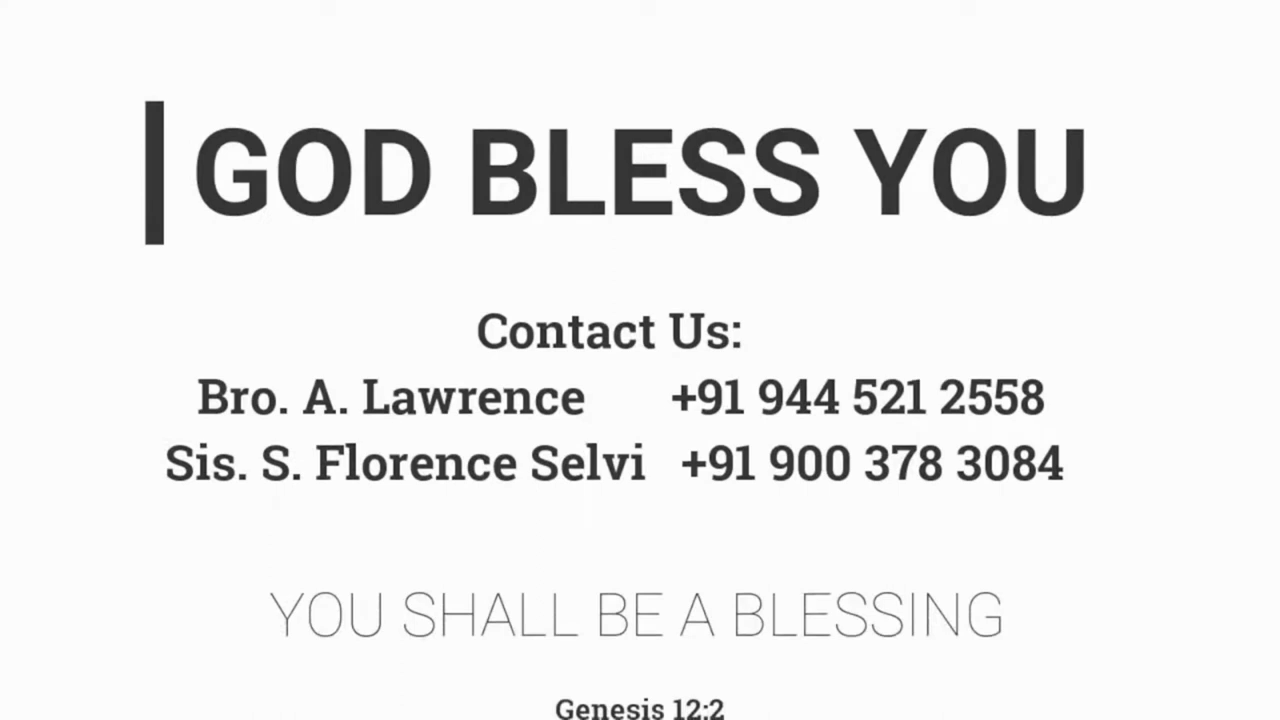 GOD BLESS YOU
Contact Us:
Bro. A. Lawrence +91 944 521 2558
Sis. S. Florence Selvi +91 900 378 3084
YOU SHALL BE A BLESSING
Genesis 12:2